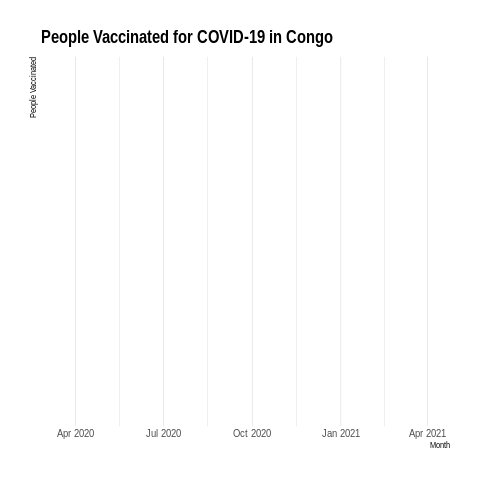 People Vaccinated for COVID-19 in Congo
People Vaccinated
Apr 2020 Jul 2020 Oct 2020 Jan 2021 Apr 2021
Month